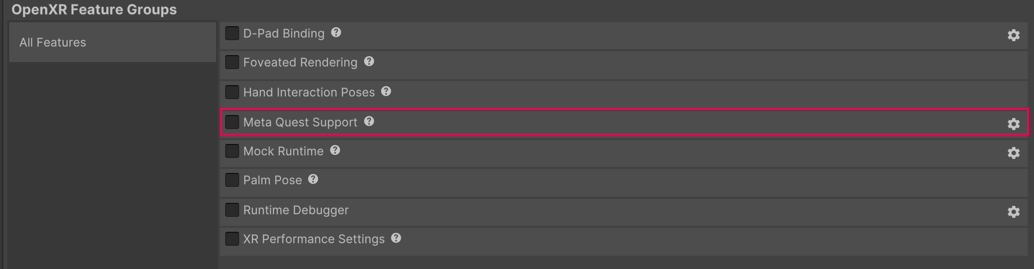 OpenXR Feature Groups
All Features
D-Pad Binding ?
Foveated Rendering ?
Hand Interaction Poses ?
Meta Quest Support ?
Mock Runtime ?
Palm Pose ?
Runtime Debugger
XR Performance Settings ?